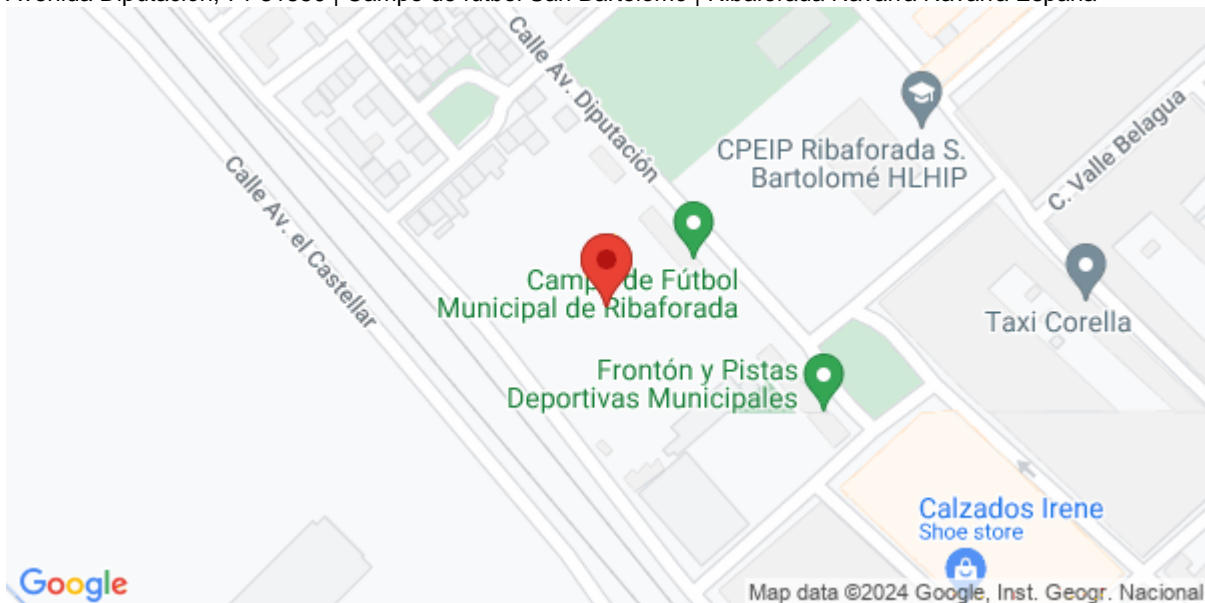 Calle Av. Diputación
CPEIP Ribaforada S.
Bartolomé HLHIP
C. Valle Belagua
Calle Av. el Castellar
Campo de Fútbol
Municipal de Ribaforada
Taxi Corella
Frontón y Pistas
Deportivas Municipales
Calzados Irene
Shoe store
Google
Map data ©2024 Google, Inst. Geogr. Nacional